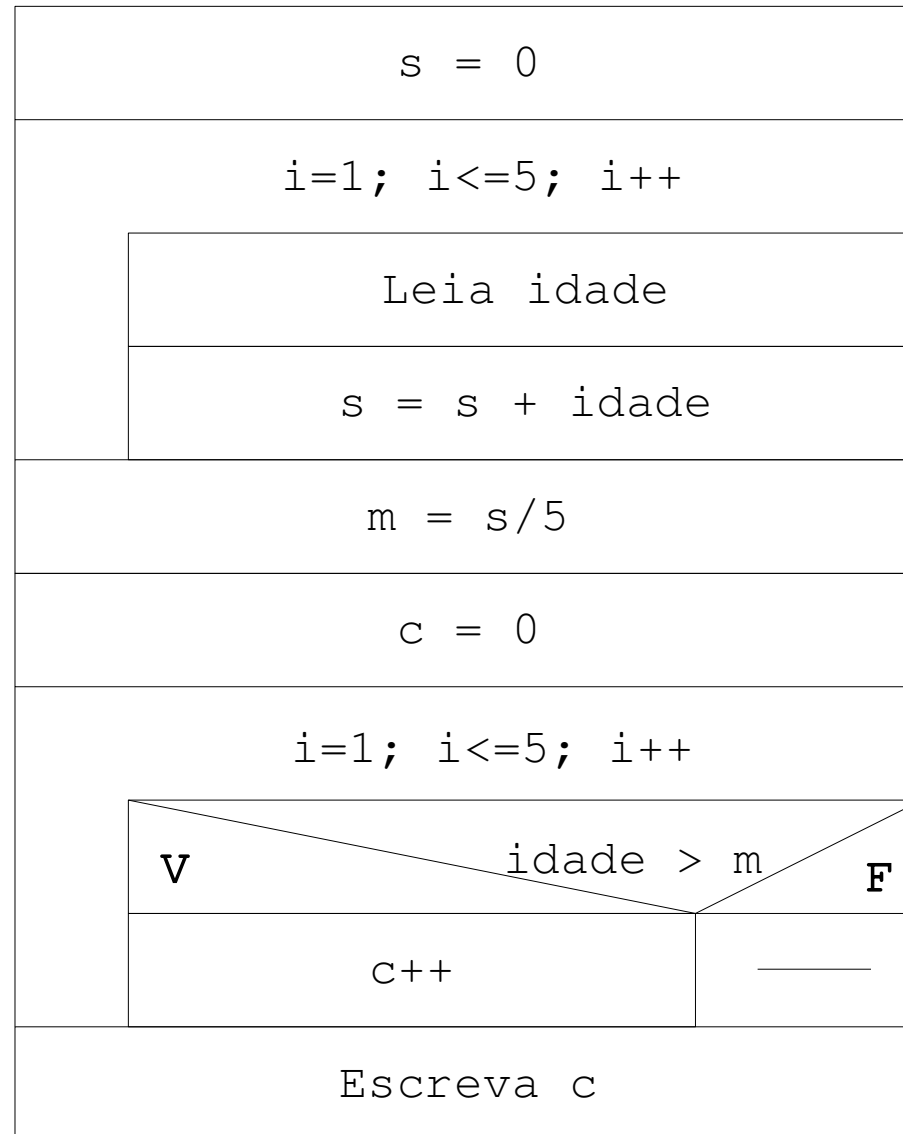 s = 0
i=1; i<=5; i++
Leia idade
s = s + idade
m = s/5
c = 0
i=1; i<=5; i++
idade > m
V
F
c++
Escreva c